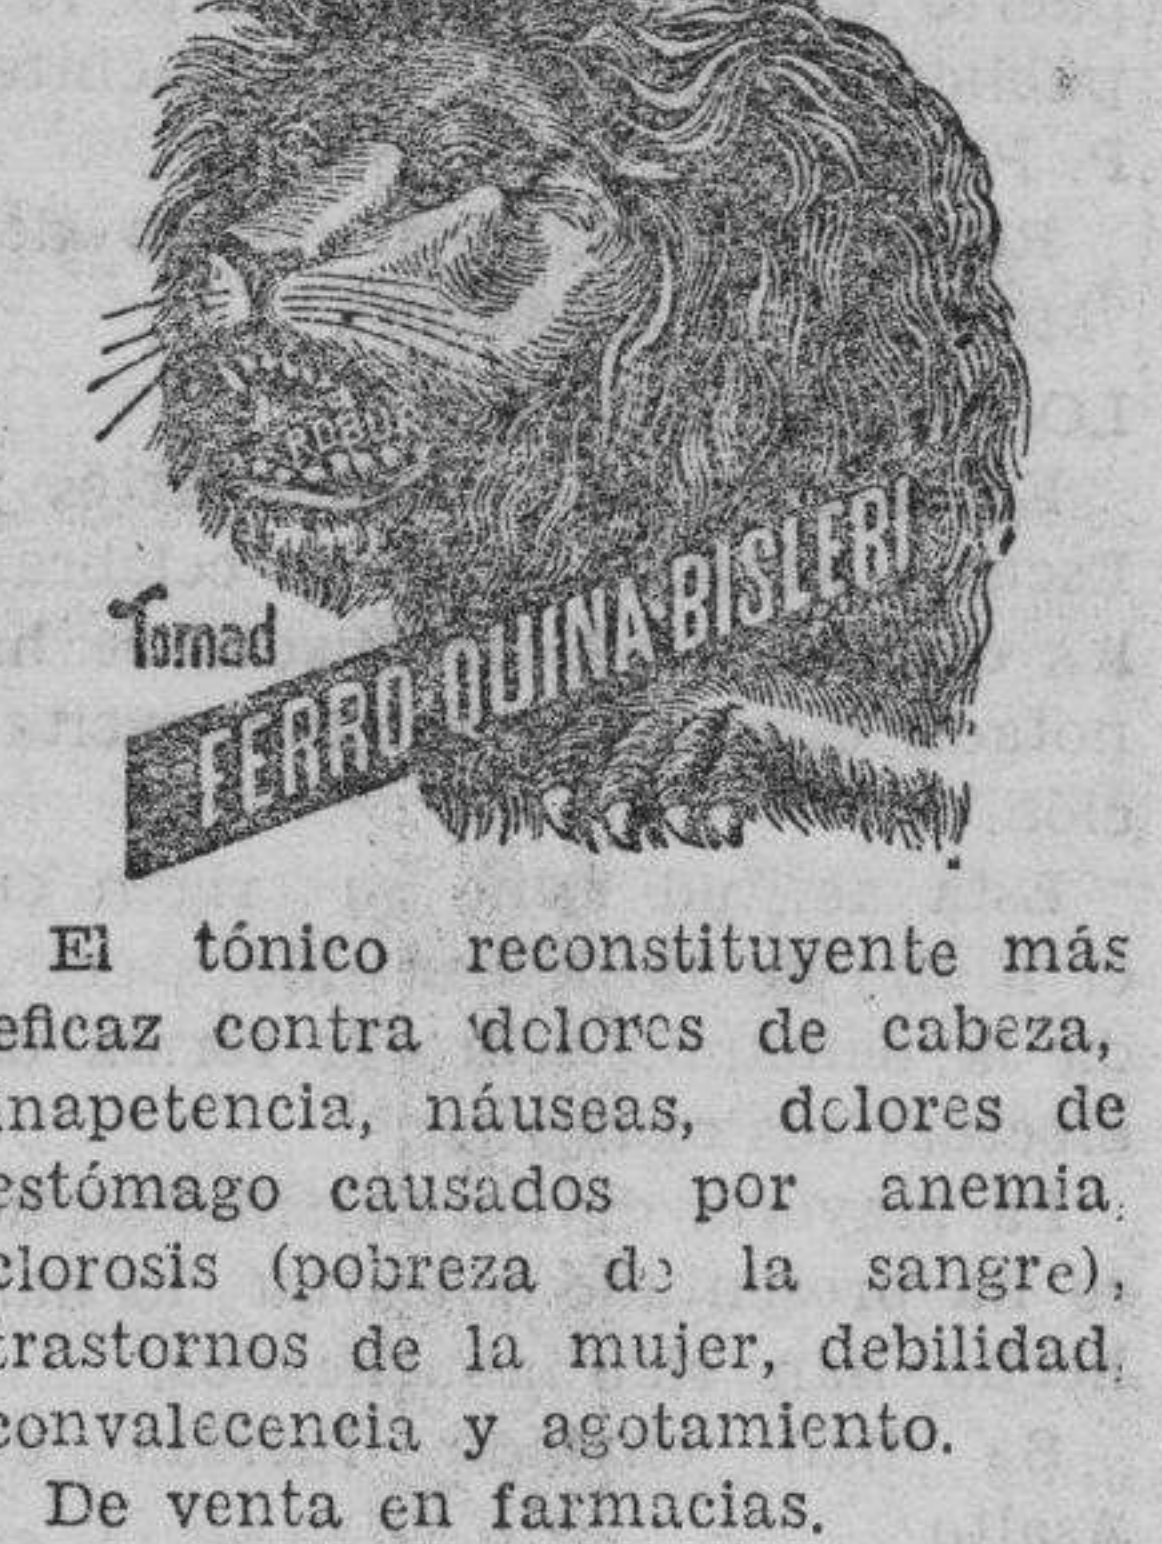 ROBUR
Tomad
FERRO-QUINA-BISLERI
El tónico reconstituyente más
eficaz contra dolores de cabeza,
inapetencia, náuseas, dolores de
estómago causados por anemia,
clorosis (pobreza de la sangre),
trastornos de la mujer, debilidad,
convalecencia y agotamiento.
De venta en farmacias.